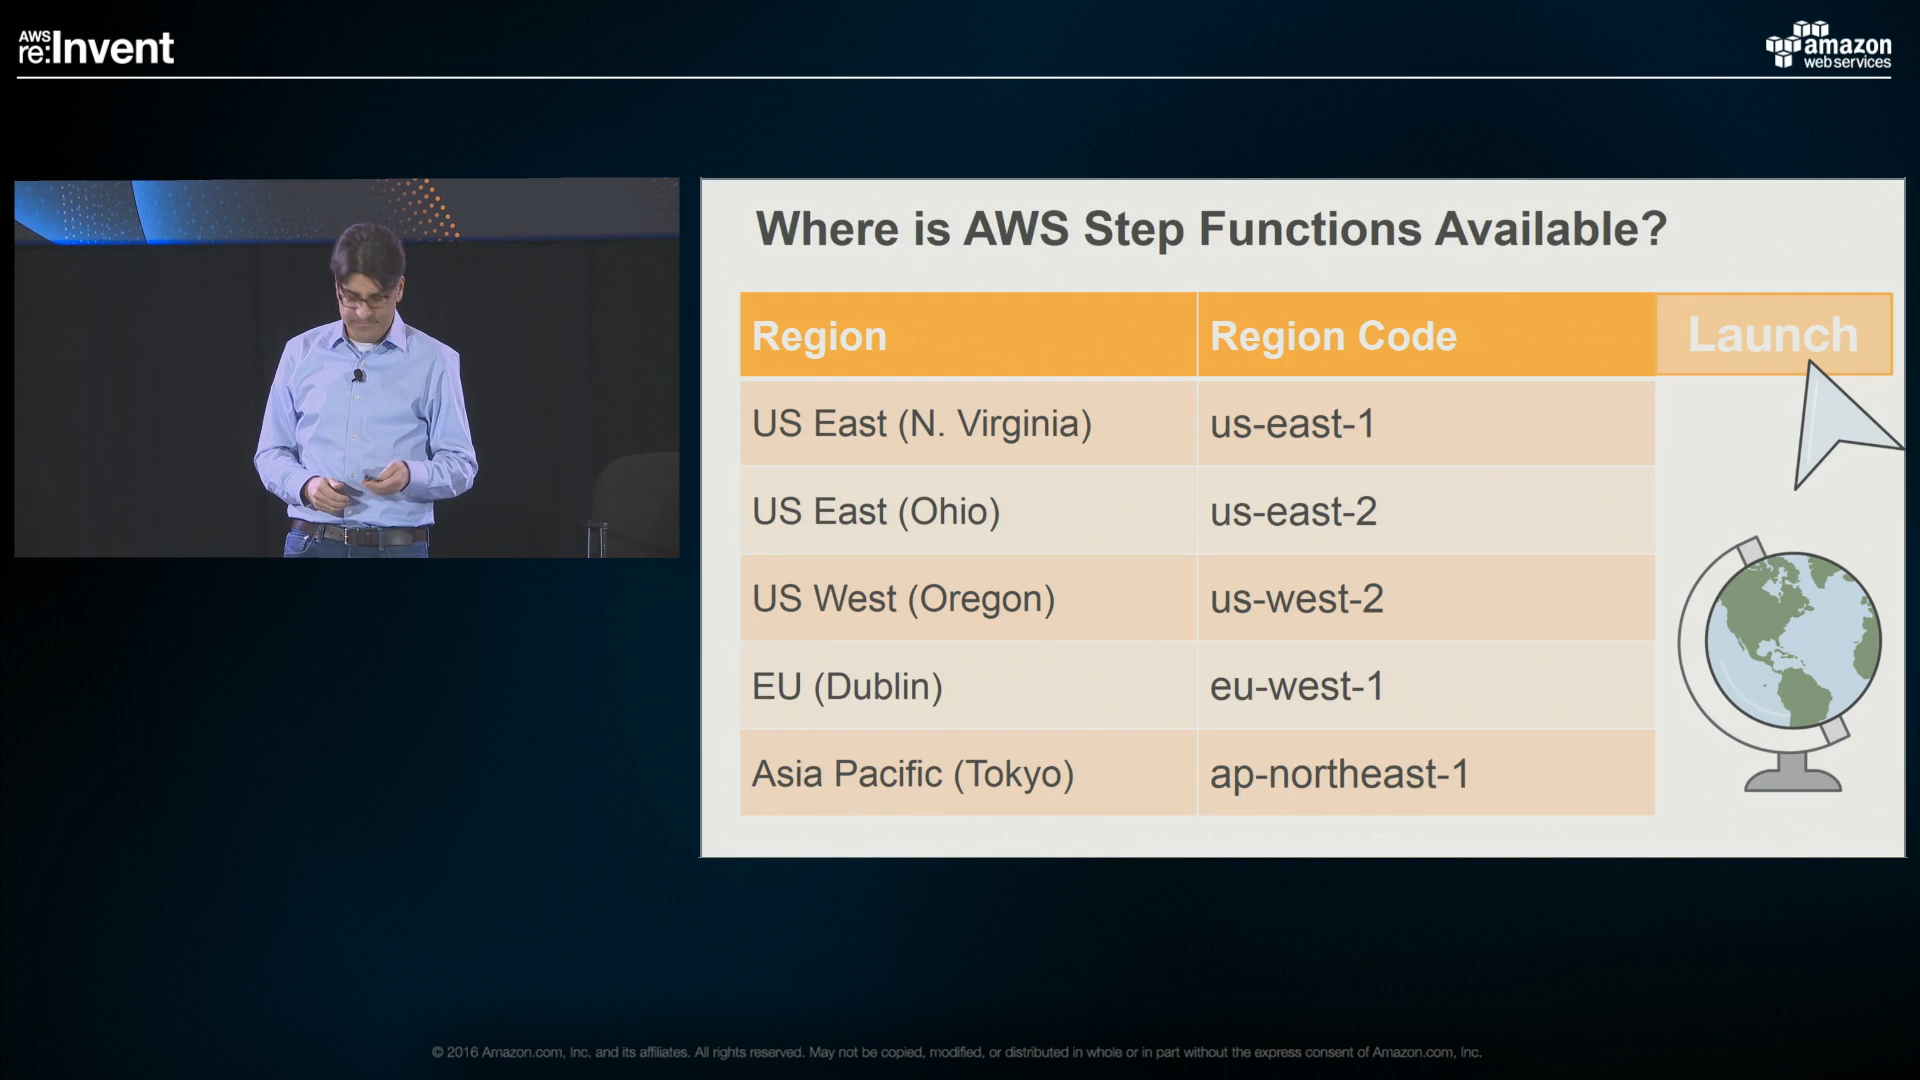 AWS
re:Invent
amazon
web services
Where is AWS Step Functions Available?
Region Region Code Launch
US East (N. Virginia) us-east-1
US East (Ohio) us-east-2
US West (Oregon) us-west-2
EU (Dublin) eu-west-1
Asia Pacific (Tokyo) ap-northeast-1
© 2016 Amazon.com, Inc. and its affiliates. All rights reserved. May not be copied, modified, or distributed in whole or in part without the express consent of Amazon.com, Inc.